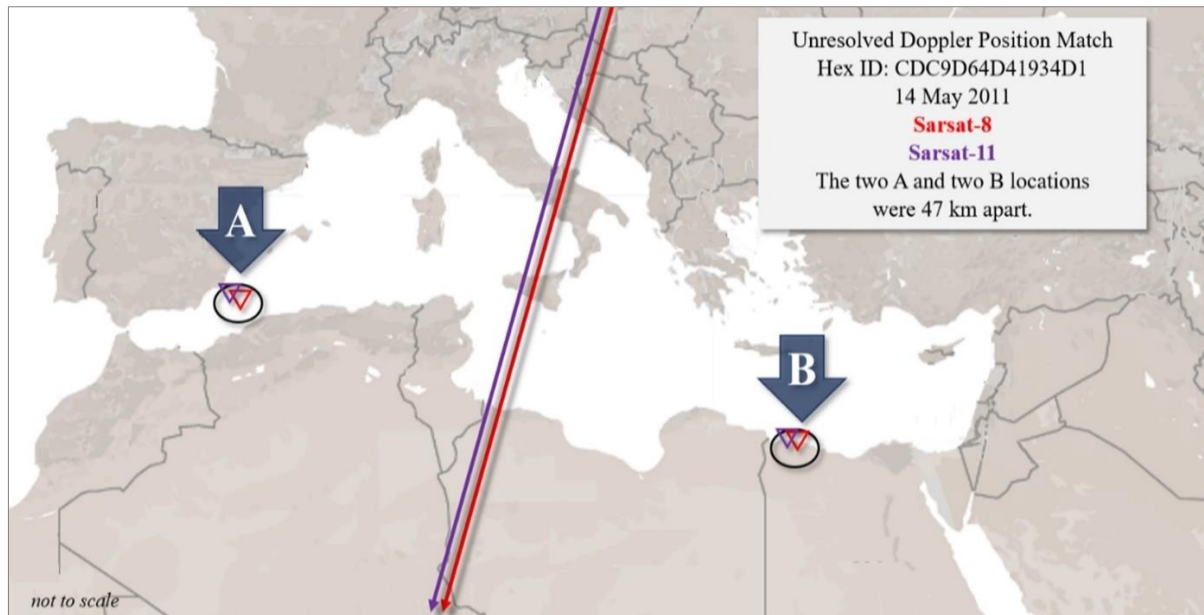 Unresolved Doppler Position Match
Hex ID: CDC9D64D41934D1
14 May 2011
Sarsat-8
Sarsat-11
The two A and two B locations
were 47 km apart.
A
B
not to scale